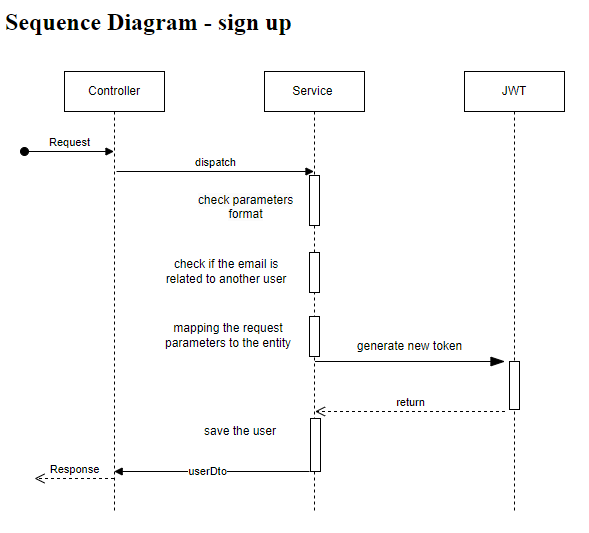 Sequence Diagram - sign up
Controller
Service
JWT
Request
dispatch
check parameters
format
check if the email is
related to another user
mapping the request
parameters to the entity
generate new token
return
save the user
Response
userDto